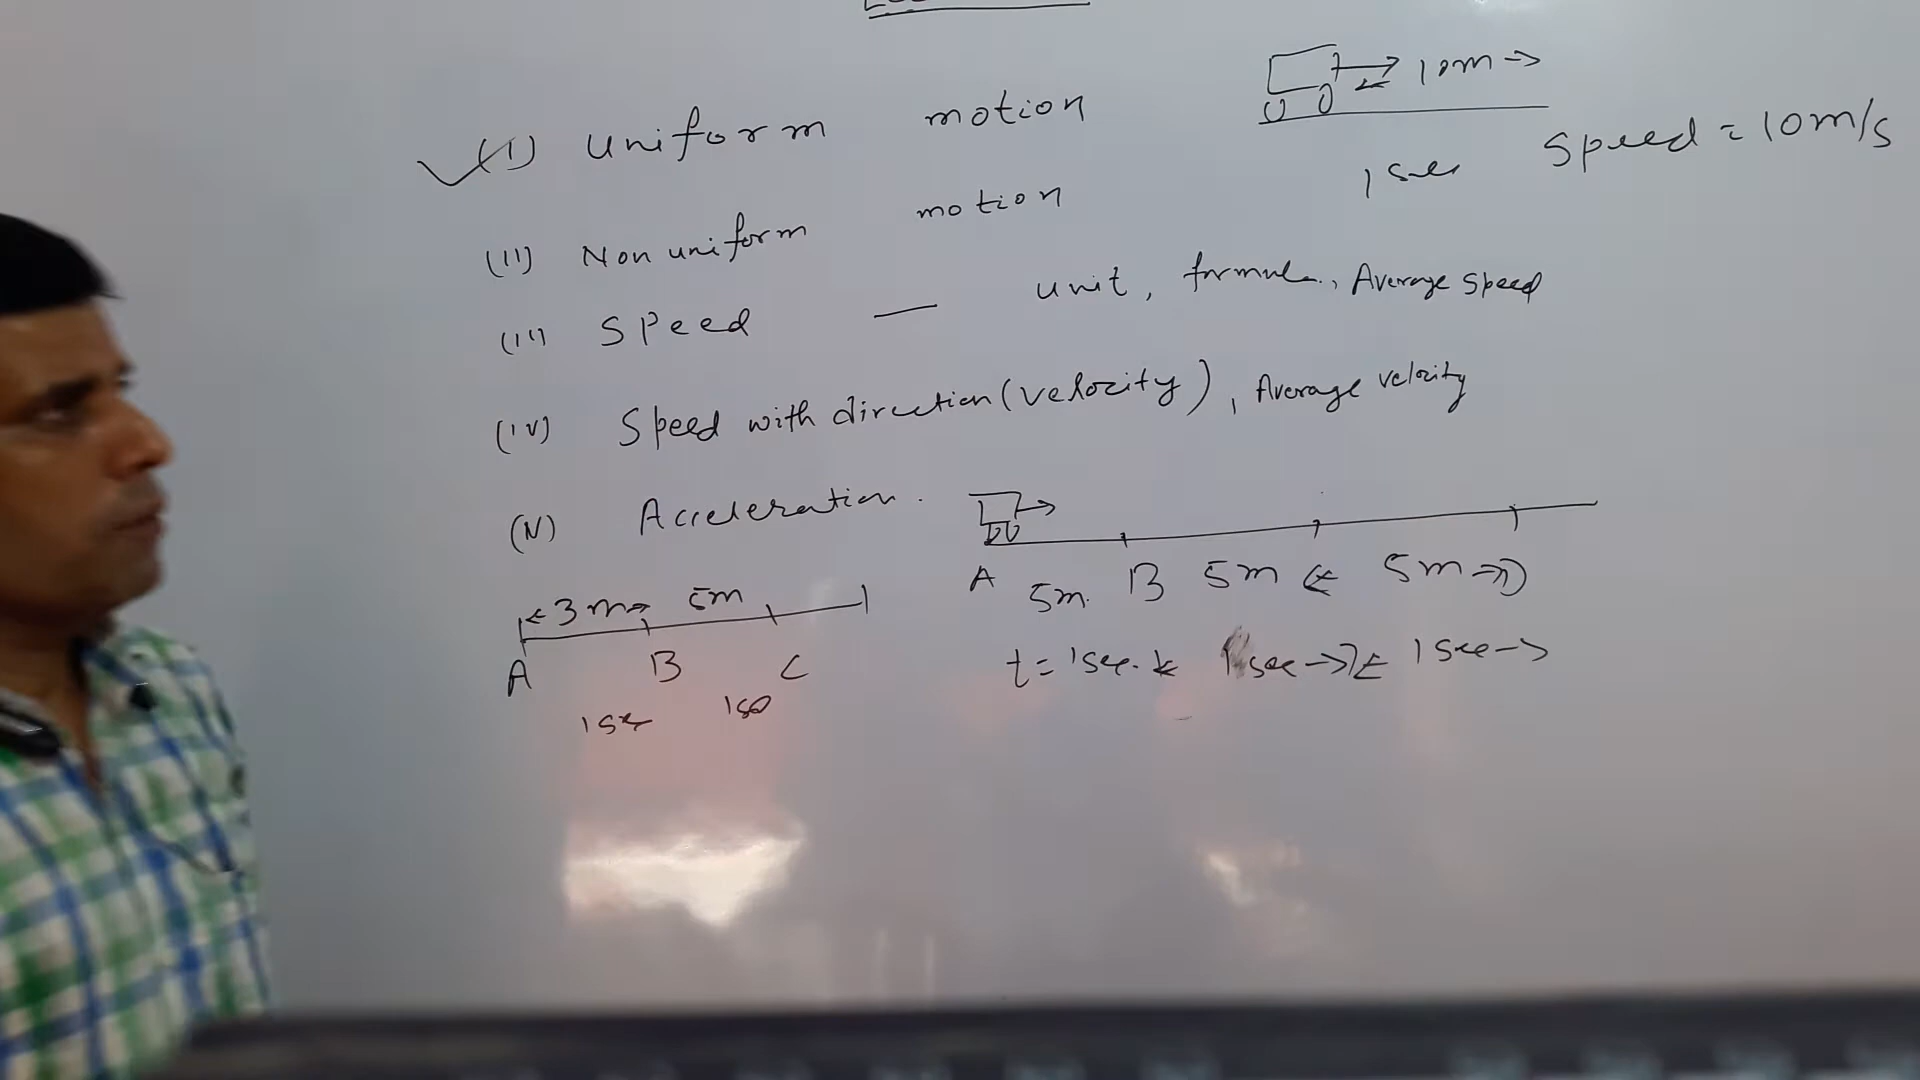 (I) uniform motion
10m
1 sec speed = 10m/s
(II) Non uniform motion
(III) Speed — unit, formula, Average speed
(IV) Speed with direction (velocity), Average velocity
(V) Acceleration.
3m 5m
A B C
1 sec
A 5m. B 5m 5m
t = 1 sec. 1 sec 1 sec